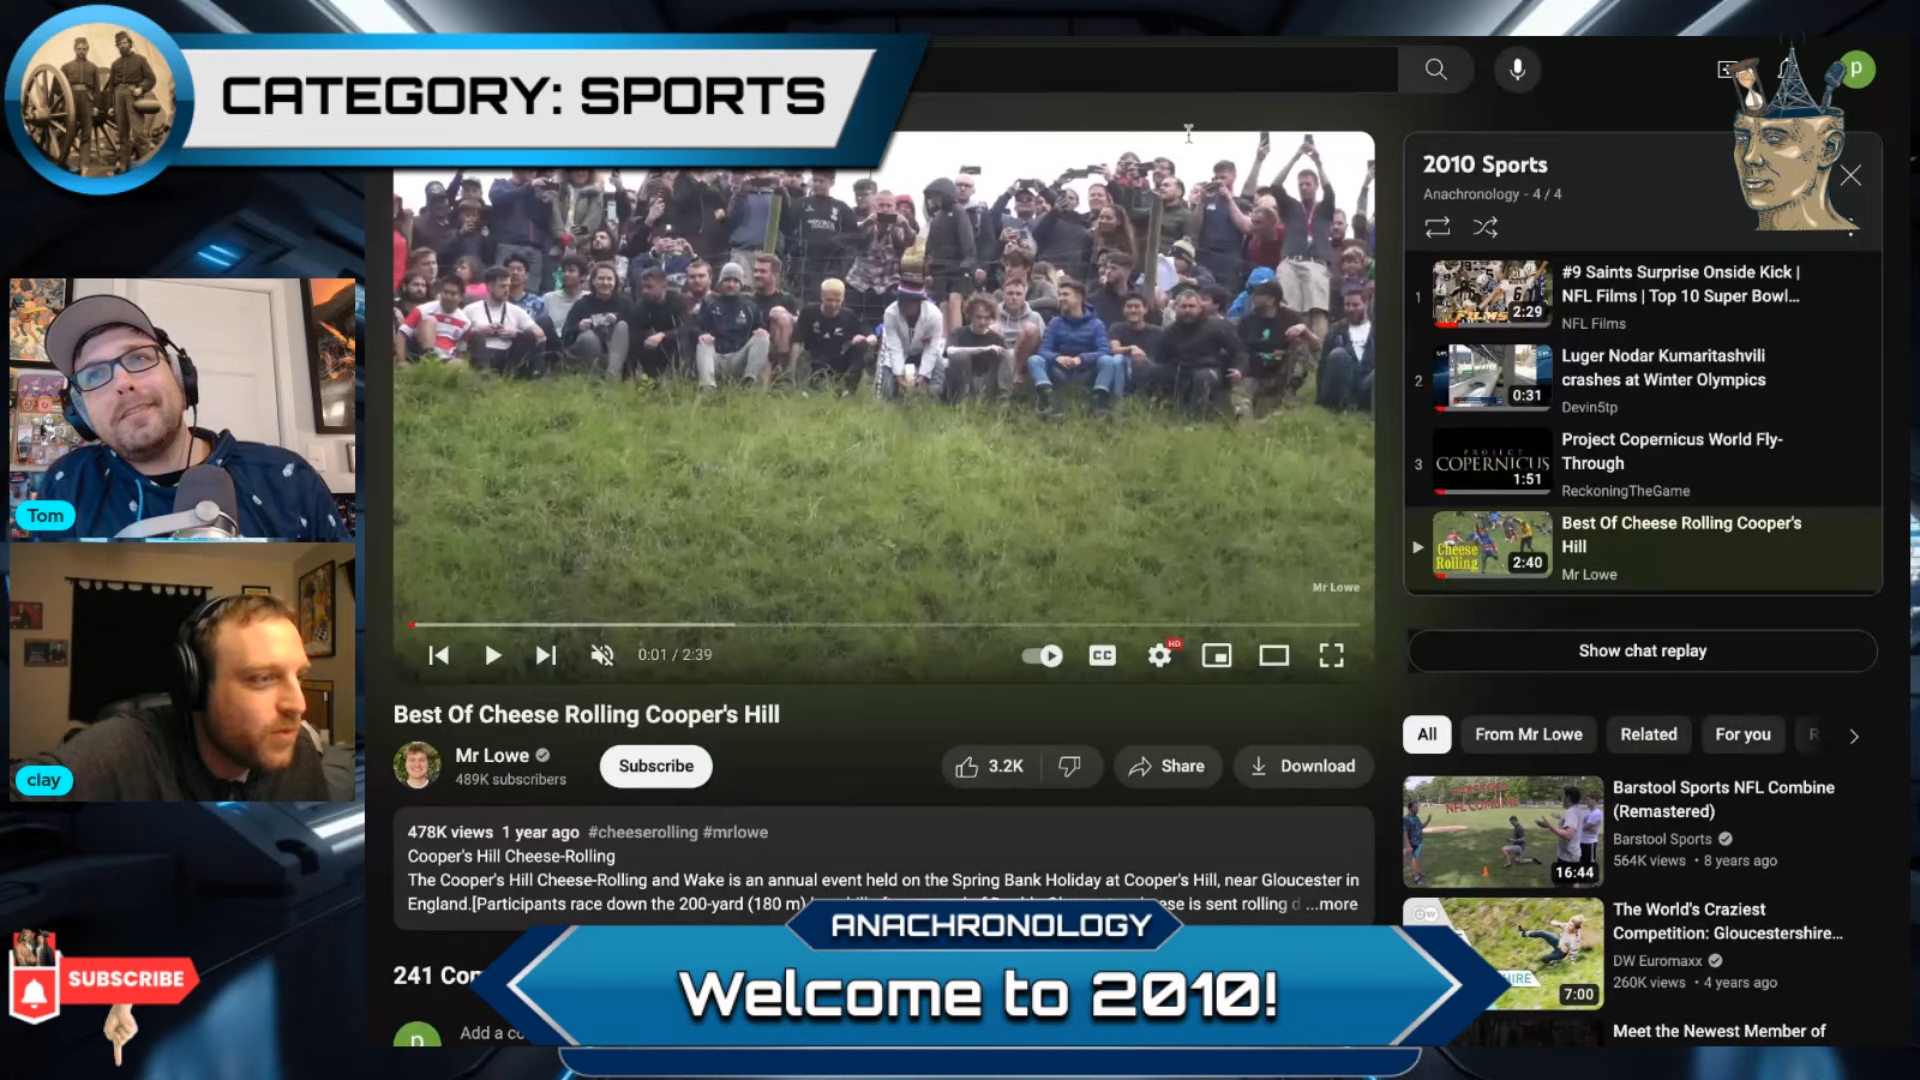 CATEGORY: SPORTS
p
2010 Sports
Anachronology - 4 / 4
1
#9 Saints Surprise Onside Kick |
NFL Films | Top 10 Super Bowl...
NFL Films
FILMS
2:29
2
Luger Nodar Kumaritashvili
crashes at Winter Olympics
Devin5tp
0:31
3
Project Copernicus World Fly-
Through
ReckoningTheGame
PROJECT
COPERNICUS
1:51
Best Of Cheese Rolling Cooper's
Hill
Mr Lowe
Cheese
Rolling
2:40
Tom
clay
Mr Lowe
0:01 / 2:39
CC
HD
Show chat replay
Best Of Cheese Rolling Cooper's Hill
Mr Lowe
489K subscribers
Subscribe
3.2K
Share
Download
All
From Mr Lowe
Related
For you
478K views 1 year ago #cheeserolling #mrlowe
Cooper's Hill Cheese-Rolling
The Cooper's Hill Cheese-Rolling and Wake is an annual event held on the Spring Bank Holiday at Cooper's Hill, near Gloucester in
England.[Participants race down the 200-yard (180 m) is sent rolling d ...more
Barstool Sports NFL Combine
(Remastered)
Barstool Sports
564K views • 8 years ago
NFL COMBINE
16:44
The World's Craziest
Competition: Gloucestershire...
DW Euromaxx
260K views • 4 years ago
7:00
Meet the Newest Member of
ANACHRONOLOGY
Welcome to 2010!
SUBSCRIBE
241
Add a